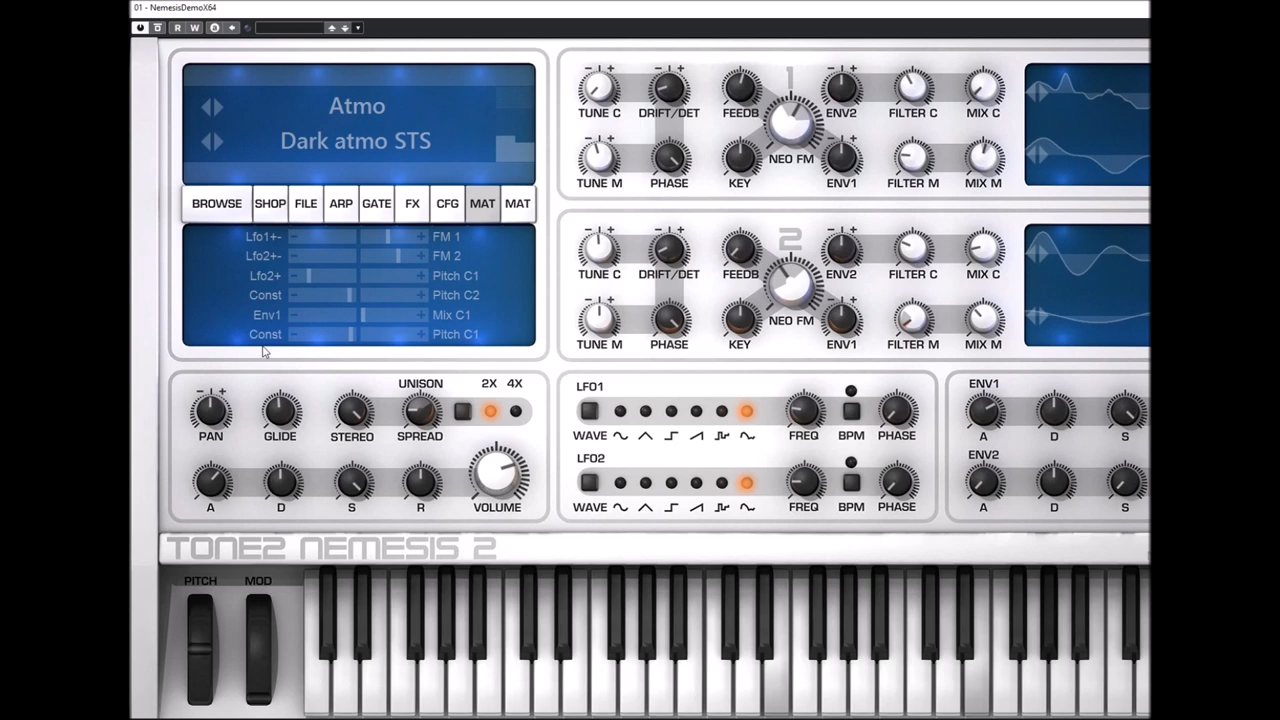 01 - NemesisDemoX64
R W
Atmo
Dark atmo STS
BROWSE SHOP FILE ARP GATE FX CFG MAT MAT
Lfo1+- - + FM 1
Lfo2+- - + FM 2
Lfo2+ - + Pitch C1
Const - + Pitch C2
Env1 - + Mix C1
Const - + Pitch C1
1
TUNE C DRIFT/DET FEEDB ENV2 FILTER C MIX C
NEO FM
TUNE M PHASE KEY ENV1 FILTER M MIX M
2
TUNE C DRIFT/DET FEEDB ENV2 FILTER C MIX C
NEO FM
TUNE M PHASE KEY ENV1 FILTER M MIX M
UNISON 2X 4X
PAN GLIDE STEREO SPREAD
A D S R VOLUME
LFO1
WAVE FREQ BPM PHASE
LFO2
WAVE FREQ BPM PHASE
ENV1
A D S
ENV2
A D S
TONE2 NEMESIS 2
PITCH MOD